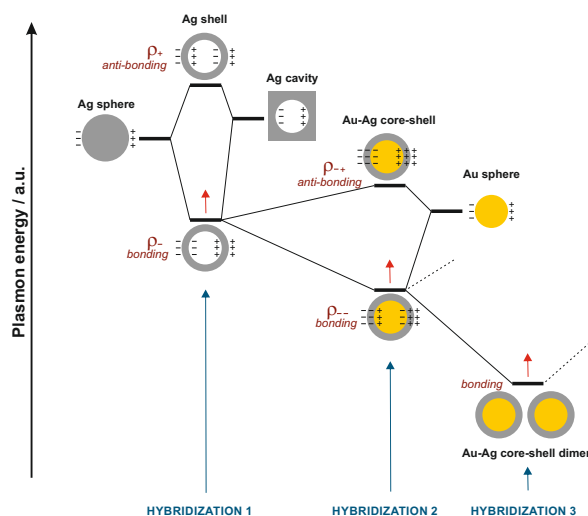 Ag shell
ρ+
anti-bonding
Ag sphere
Ag cavity
Au-Ag core-shell
ρ-+
anti-bonding
Au sphere
ρ-
bonding
ρ--
bonding
bonding
Au-Ag core-shell dimer
Plasmon energy / a.u.
HYBRIDIZATION 1
HYBRIDIZATION 2
HYBRIDIZATION 3